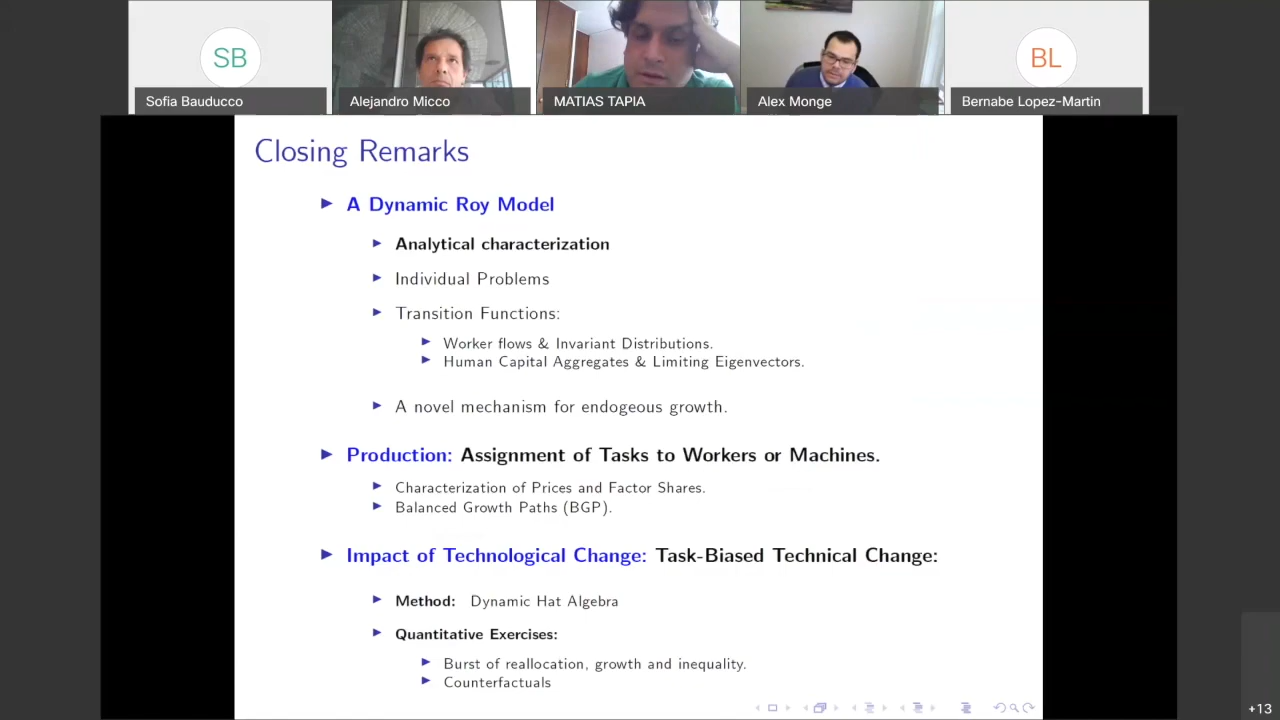 SB
BL
Sofia Bauducco
Alejandro Micco
MATIAS TAPIA
Alex Monge
Bernabe Lopez-Martin
Closing Remarks
A Dynamic Roy Model
Analytical characterization
Individual Problems
Transition Functions:
Worker flows & Invariant Distributions.
Human Capital Aggregates & Limiting Eigenvectors.
A novel mechanism for endogeous growth.
Production: Assignment of Tasks to Workers or Machines.
Characterization of Prices and Factor Shares.
Balanced Growth Paths (BGP).
Impact of Technological Change: Task-Biased Technical Change:
Method: Dynamic Hat Algebra
Quantitative Exercises:
Burst of reallocation, growth and inequality.
Counterfactuals
+13